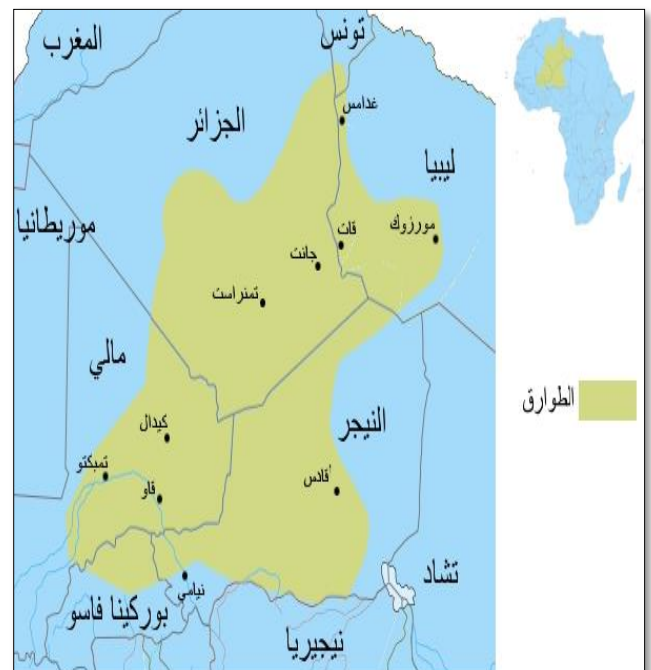 تونس
المغرب
غدامس
الجزائر
ليبيا
موريطانيا
مورزوك
قات
جانت
تمنراست
مالي
الطوارق
كيدال
النيجر
تمبكتو
أقادس
قاو
تشاد
نيامي
بوركينا فاسو
نيجيريا